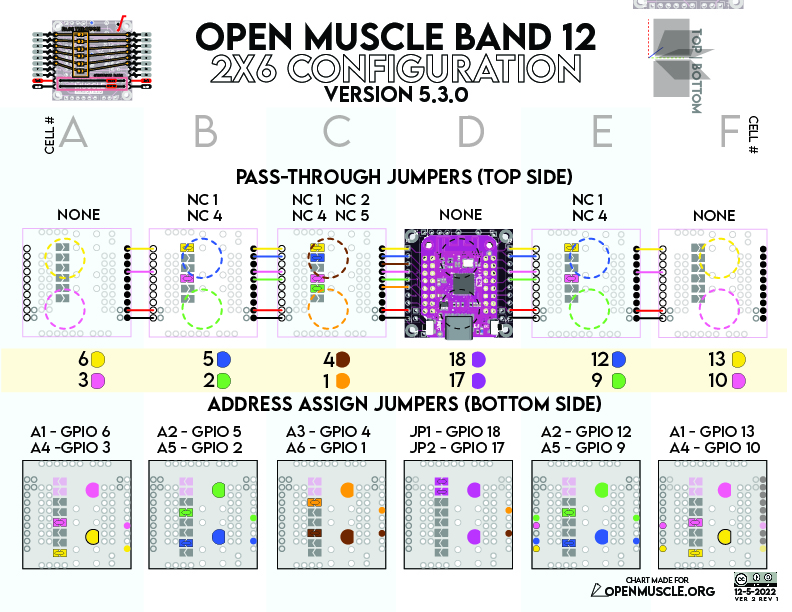 OPEN MUSCLE BAND 12
2X6 CONFIGURATION
VERSION 5.3.0
TOP / BOTTOM
CELL # A B C D E F CELL #
PASS-THROUGH JUMPERS (TOP SIDE)
NONE
NC 1
NC 4
NC 1 NC 2
NC 4 NC 5
NONE
NC 1
NC 4
NONE
6 5 4 18 12 13
3 2 1 17 9 10
ADDRESS ASSIGN JUMPERS (BOTTOM SIDE)
A1 - GPIO 6
A4 -GPIO 3
A2 - GPIO 5
A5 - GPIO 2
A3 - GPIO 4
A6 - GPIO 1
JP1 - GPIO 18
JP2 - GPIO 17
A2 - GPIO 12
A5 - GPIO 9
A1 - GPIO 13
A4 - GPIO 10
CHART MADE FOR
OPENMUSCLE.ORG
12-5-2022
VER 2 REV 1